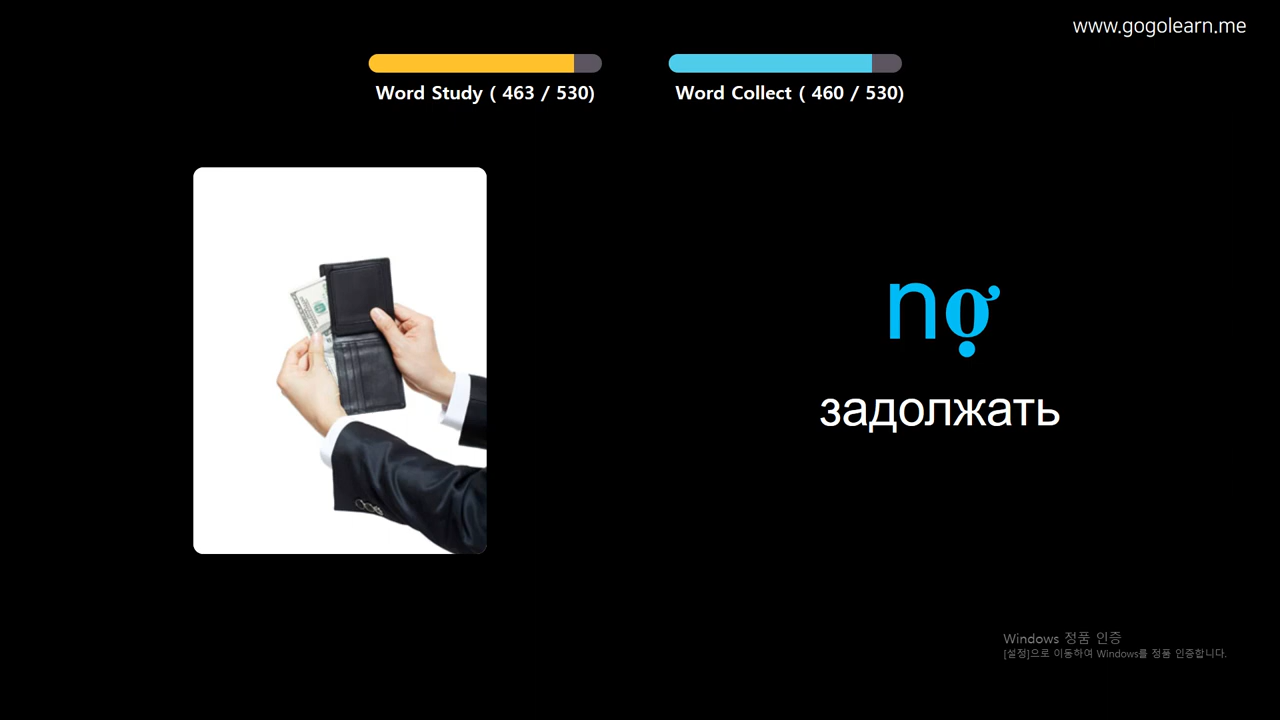 www.gogolearn.me
Word Study ( 463 / 530)
Word Collect ( 460 / 530)
nợ
задолжать
Windows 정품 인증
[설정]으로 이동하여 Windows를 정품 인증합니다.